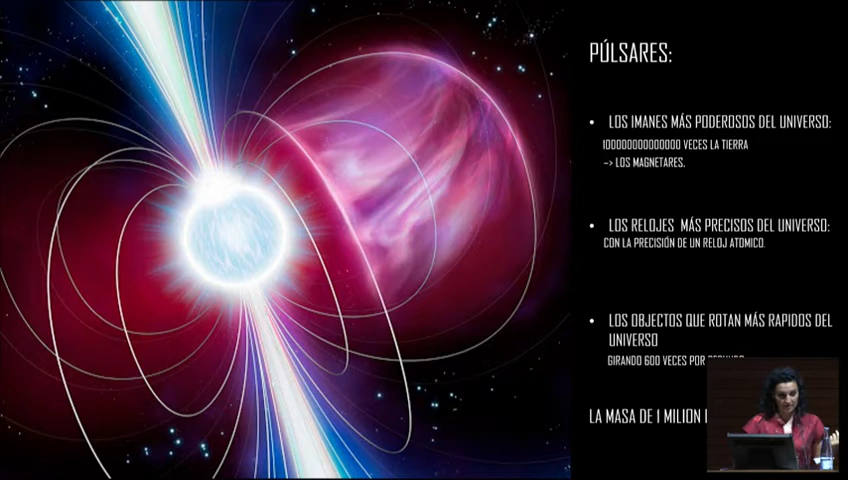 PÚLSARES:
• LOS IMANES MÁS PODEROSOS DEL UNIVERSO:
100000000000000 VECES LA TIERRA
-> LOS MAGNETARES.
• LOS RELOJES MÁS PRECISOS DEL UNIVERSO:
CON LA PRECISIÓN DE UN RELOJ ATOMICO.
• LOS OBJECTOS QUE ROTAN MÁS RAPIDOS DEL
UNIVERSO
GIRANDO 600 VECES POR
LA MASA DE 1 MILION